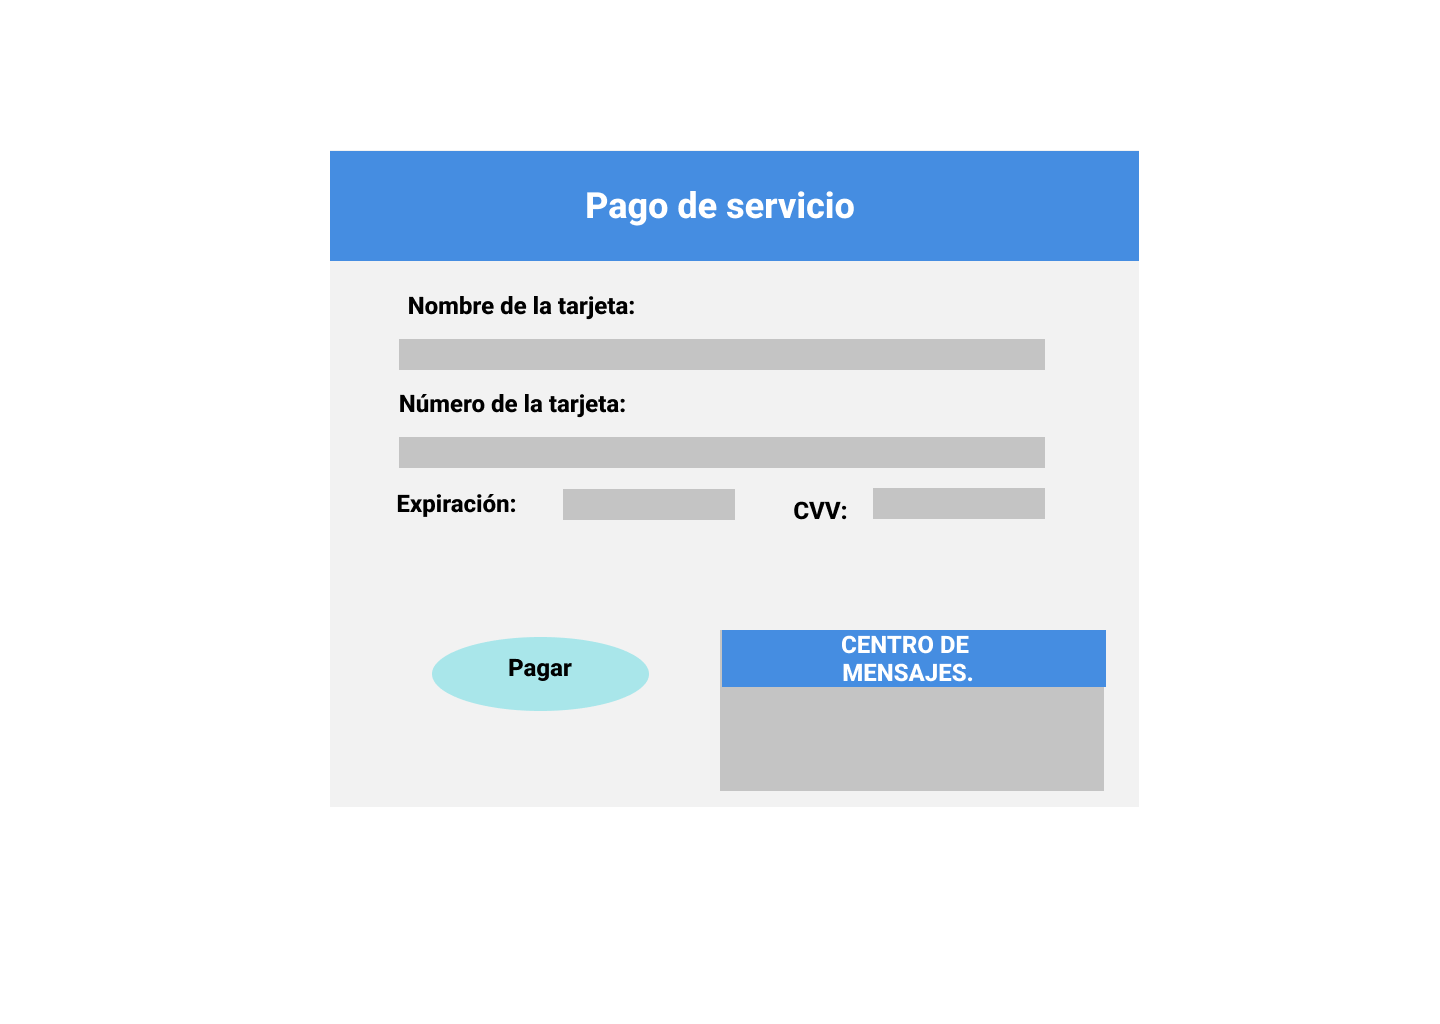 Pago de servicio
Nombre de la tarjeta:
Número de la tarjeta:
Expiración:
CVV:
Pagar
CENTRO DE
MENSAJES.